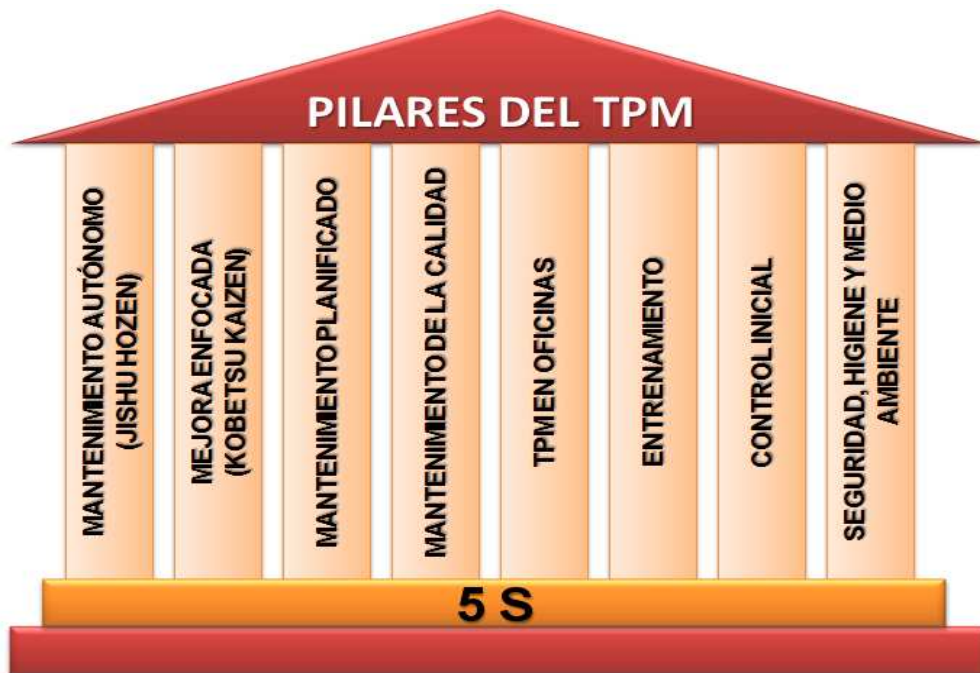 PILARES DEL TPM
MANTENIMIENTO AUTÓNOMO
(JISHU HOZEN)
MEJORA ENFOCADA
(KOBETSU KAIZEN)
MANTENIMIENTO PLANIFICADO
MANTENIMIENTO DE LA CALIDAD
TPM EN OFICINAS
ENTRENAMIENTO
CONTROL INICIAL
SEGURIDAD, HIGIENE Y MEDIO
AMBIENTE
5 S